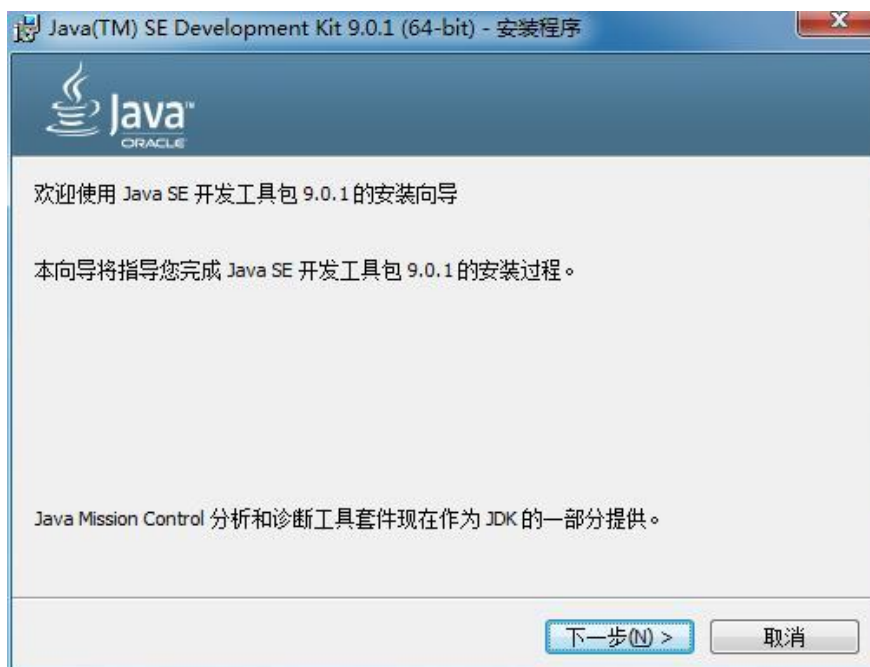 Java(TM) SE Development Kit 9.0.1 (64-bit) - 安装程序
Java™
ORACLE
欢迎使用 Java SE 开发工具包 9.0.1 的安装向导
本向导将指导您完成 Java SE 开发工具包 9.0.1 的安装过程。
Java Mission Control 分析和诊断工具套件现在作为 JDK 的一部分提供。
下一步(N) > 取消